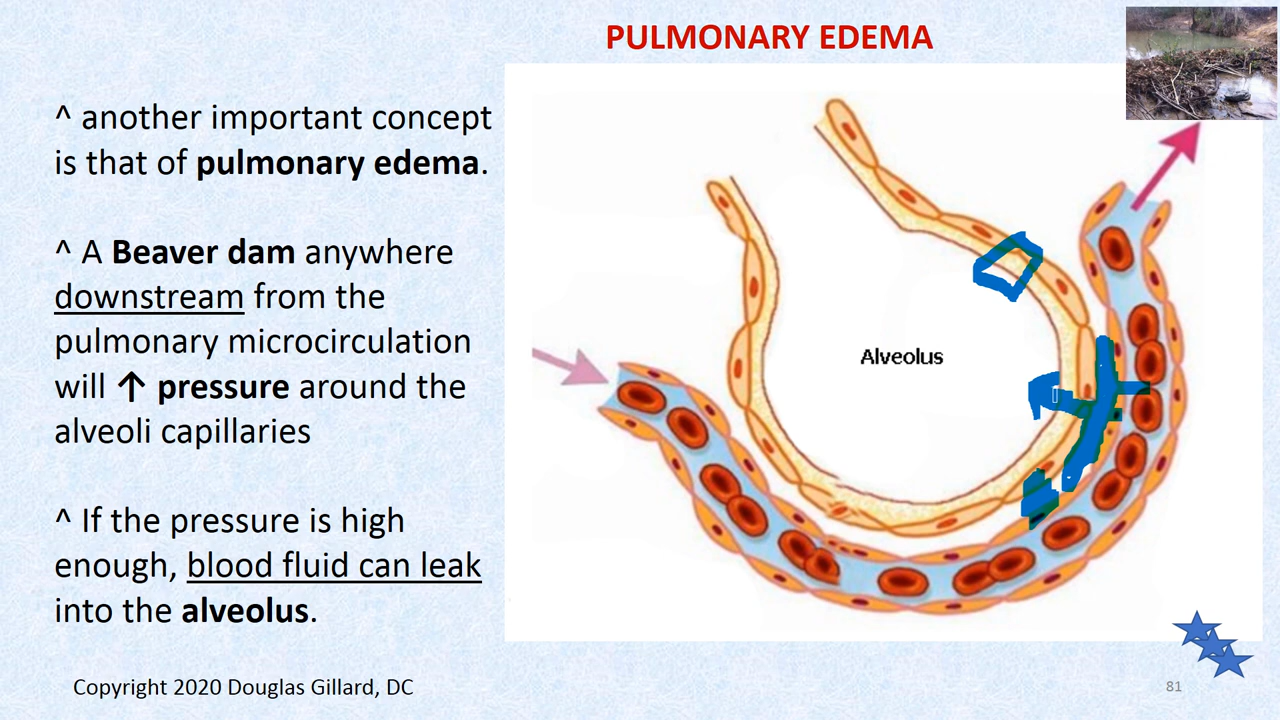 PULMONARY EDEMA
^ another important concept
is that of pulmonary edema.
^ A Beaver dam anywhere
downstream from the
pulmonary microcirculation
will ↑ pressure around the
alveoli capillaries
^ If the pressure is high
enough, blood fluid can leak
into the alveolus.
Alveolus
Copyright 2020 Douglas Gillard, DC
81